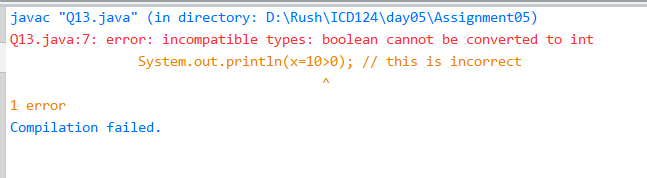 javac "Q13.java" (in directory: D:\Rush\ICD124\day05\Assignment05)
Q13.java:7: error: incompatible types: boolean cannot be converted to int
System.out.println(x=10>0); // this is incorrect
^
1 error
Compilation failed.